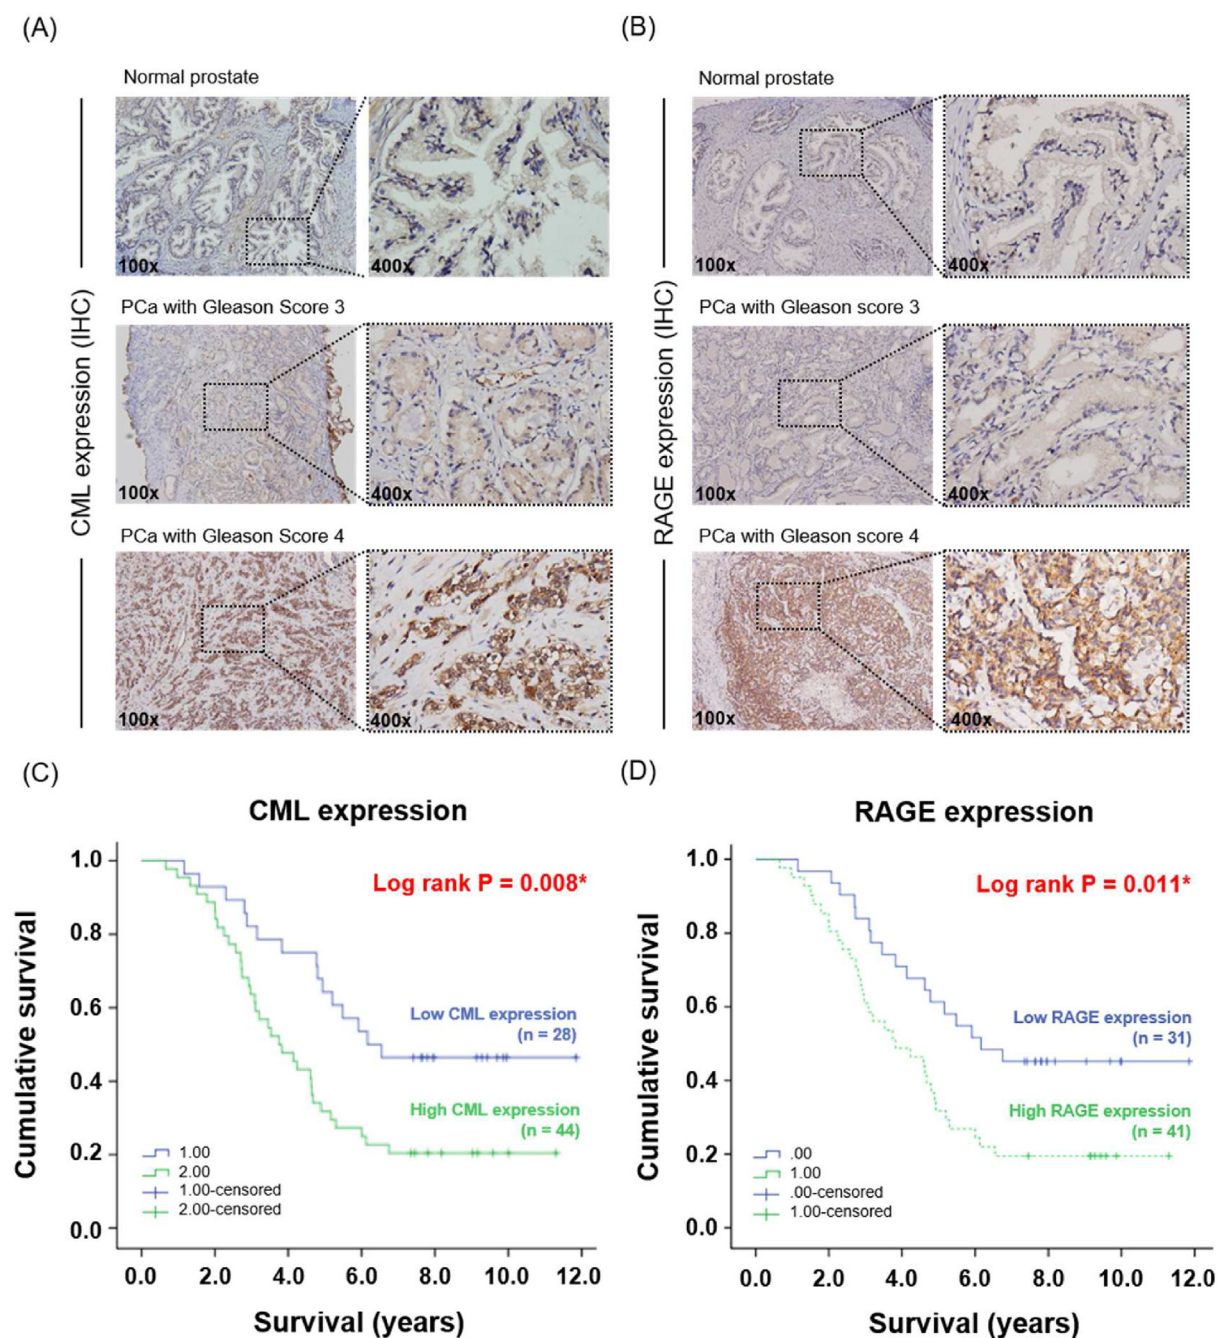 (A)
Normal prostate
CML expression (IHC)
100x
400x
PCa with Gleason Score 3
100x
400x
PCa with Gleason Score 4
100x
400x
(B)
Normal prostate
RAGE expression (IHC)
100x
400x
PCa with Gleason score 3
100x
400x
PCa with Gleason score 4
100x
400x
(C)
CML expression
Log rank P = 0.008*
Cumulative survival
1.0
0.8
0.6
0.4
0.2
0.0
Low CML expression
(n = 28)
High CML expression
(n = 44)
1.00
2.00
1.00-censored
2.00-censored
0.0 2.0 4.0 6.0 8.0 10.0 12.0
Survival (years)
(D)
RAGE expression
Log rank P = 0.011*
Cumulative survival
1.0
0.8
0.6
0.4
0.2
0.0
Low RAGE expression
(n = 31)
High RAGE expression
(n = 41)
.00
1.00
.00-censored
1.00-censored
0.0 2.0 4.0 6.0 8.0 10.0 12.0
Survival (years)